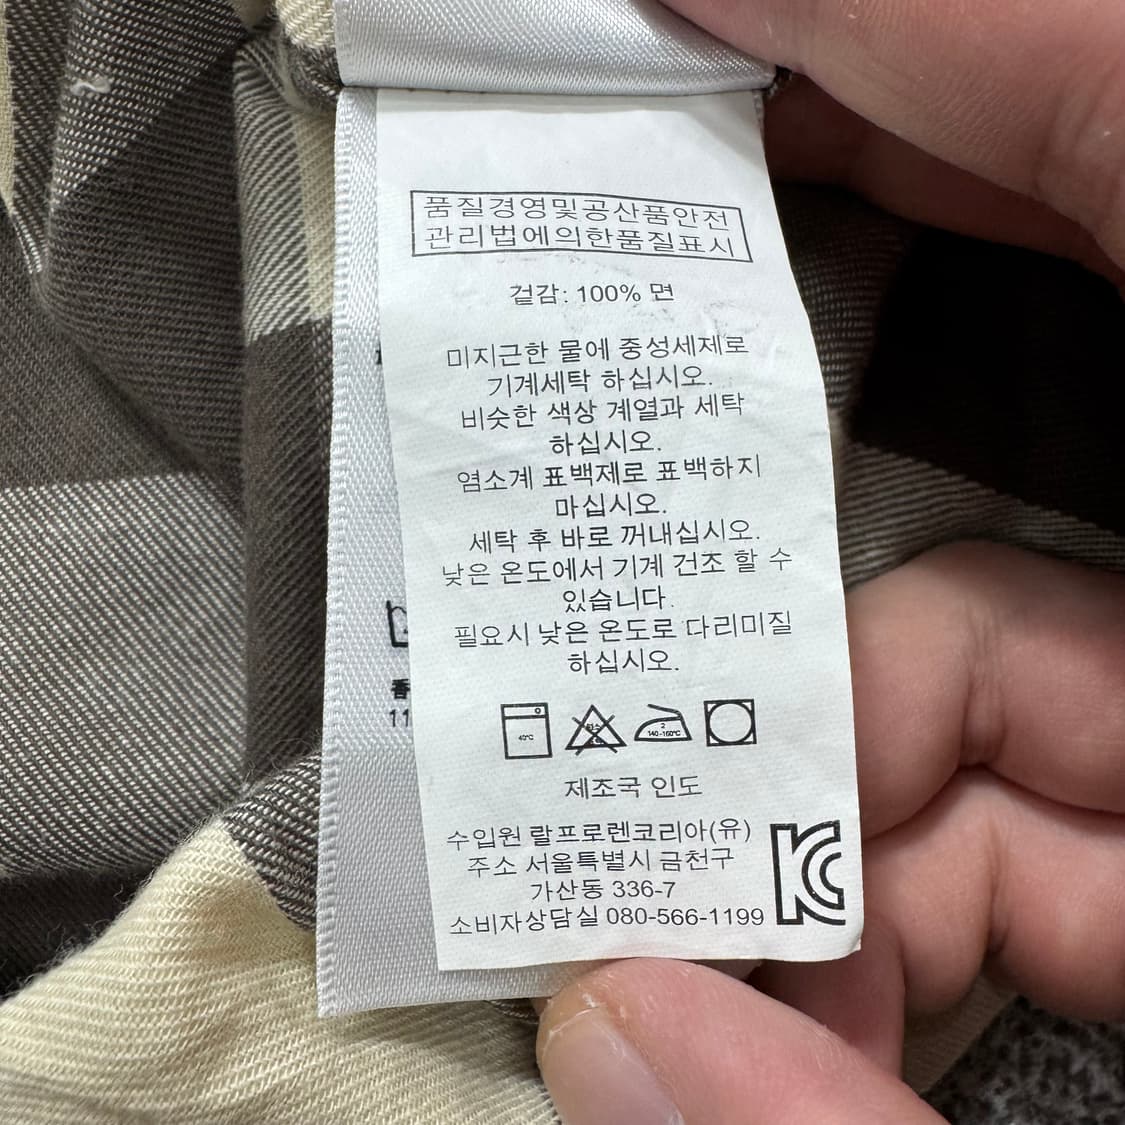 품질경영및공산품안전
관리법에의한품질표시
겉감: 100% 면
미지근한 물에 중성세제로
기계세탁 하십시오.
비슷한 색상 계열과 세탁
하십시오.
염소계 표백제로 표백하지
마십시오.
세탁 후 바로 꺼내십시오.
낮은 온도에서 기계 건조 할 수
있습니다.
필요시 낮은 온도로 다리미질
하십시오.
40℃
2
140-160℃
제조국 인도
수입원 랄프로렌코리아(유)
주소 서울특별시 금천구
가산동 336-7
소비자상담실 080-566-1199
香
11